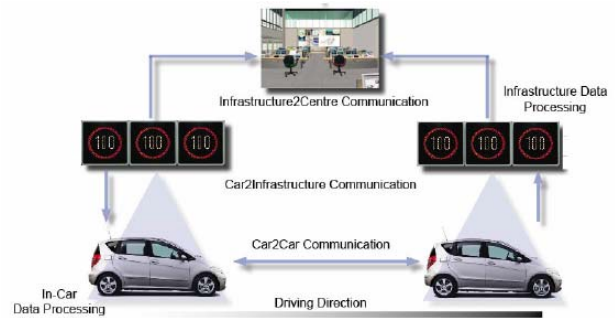 Infrastructure2Centre Communication
Infrastructure Data
Processing
100 100 100
100 100 100
Car2Infrastructure Communication
Car2Car Communication
In-Car
Data Processing
Driving Direction